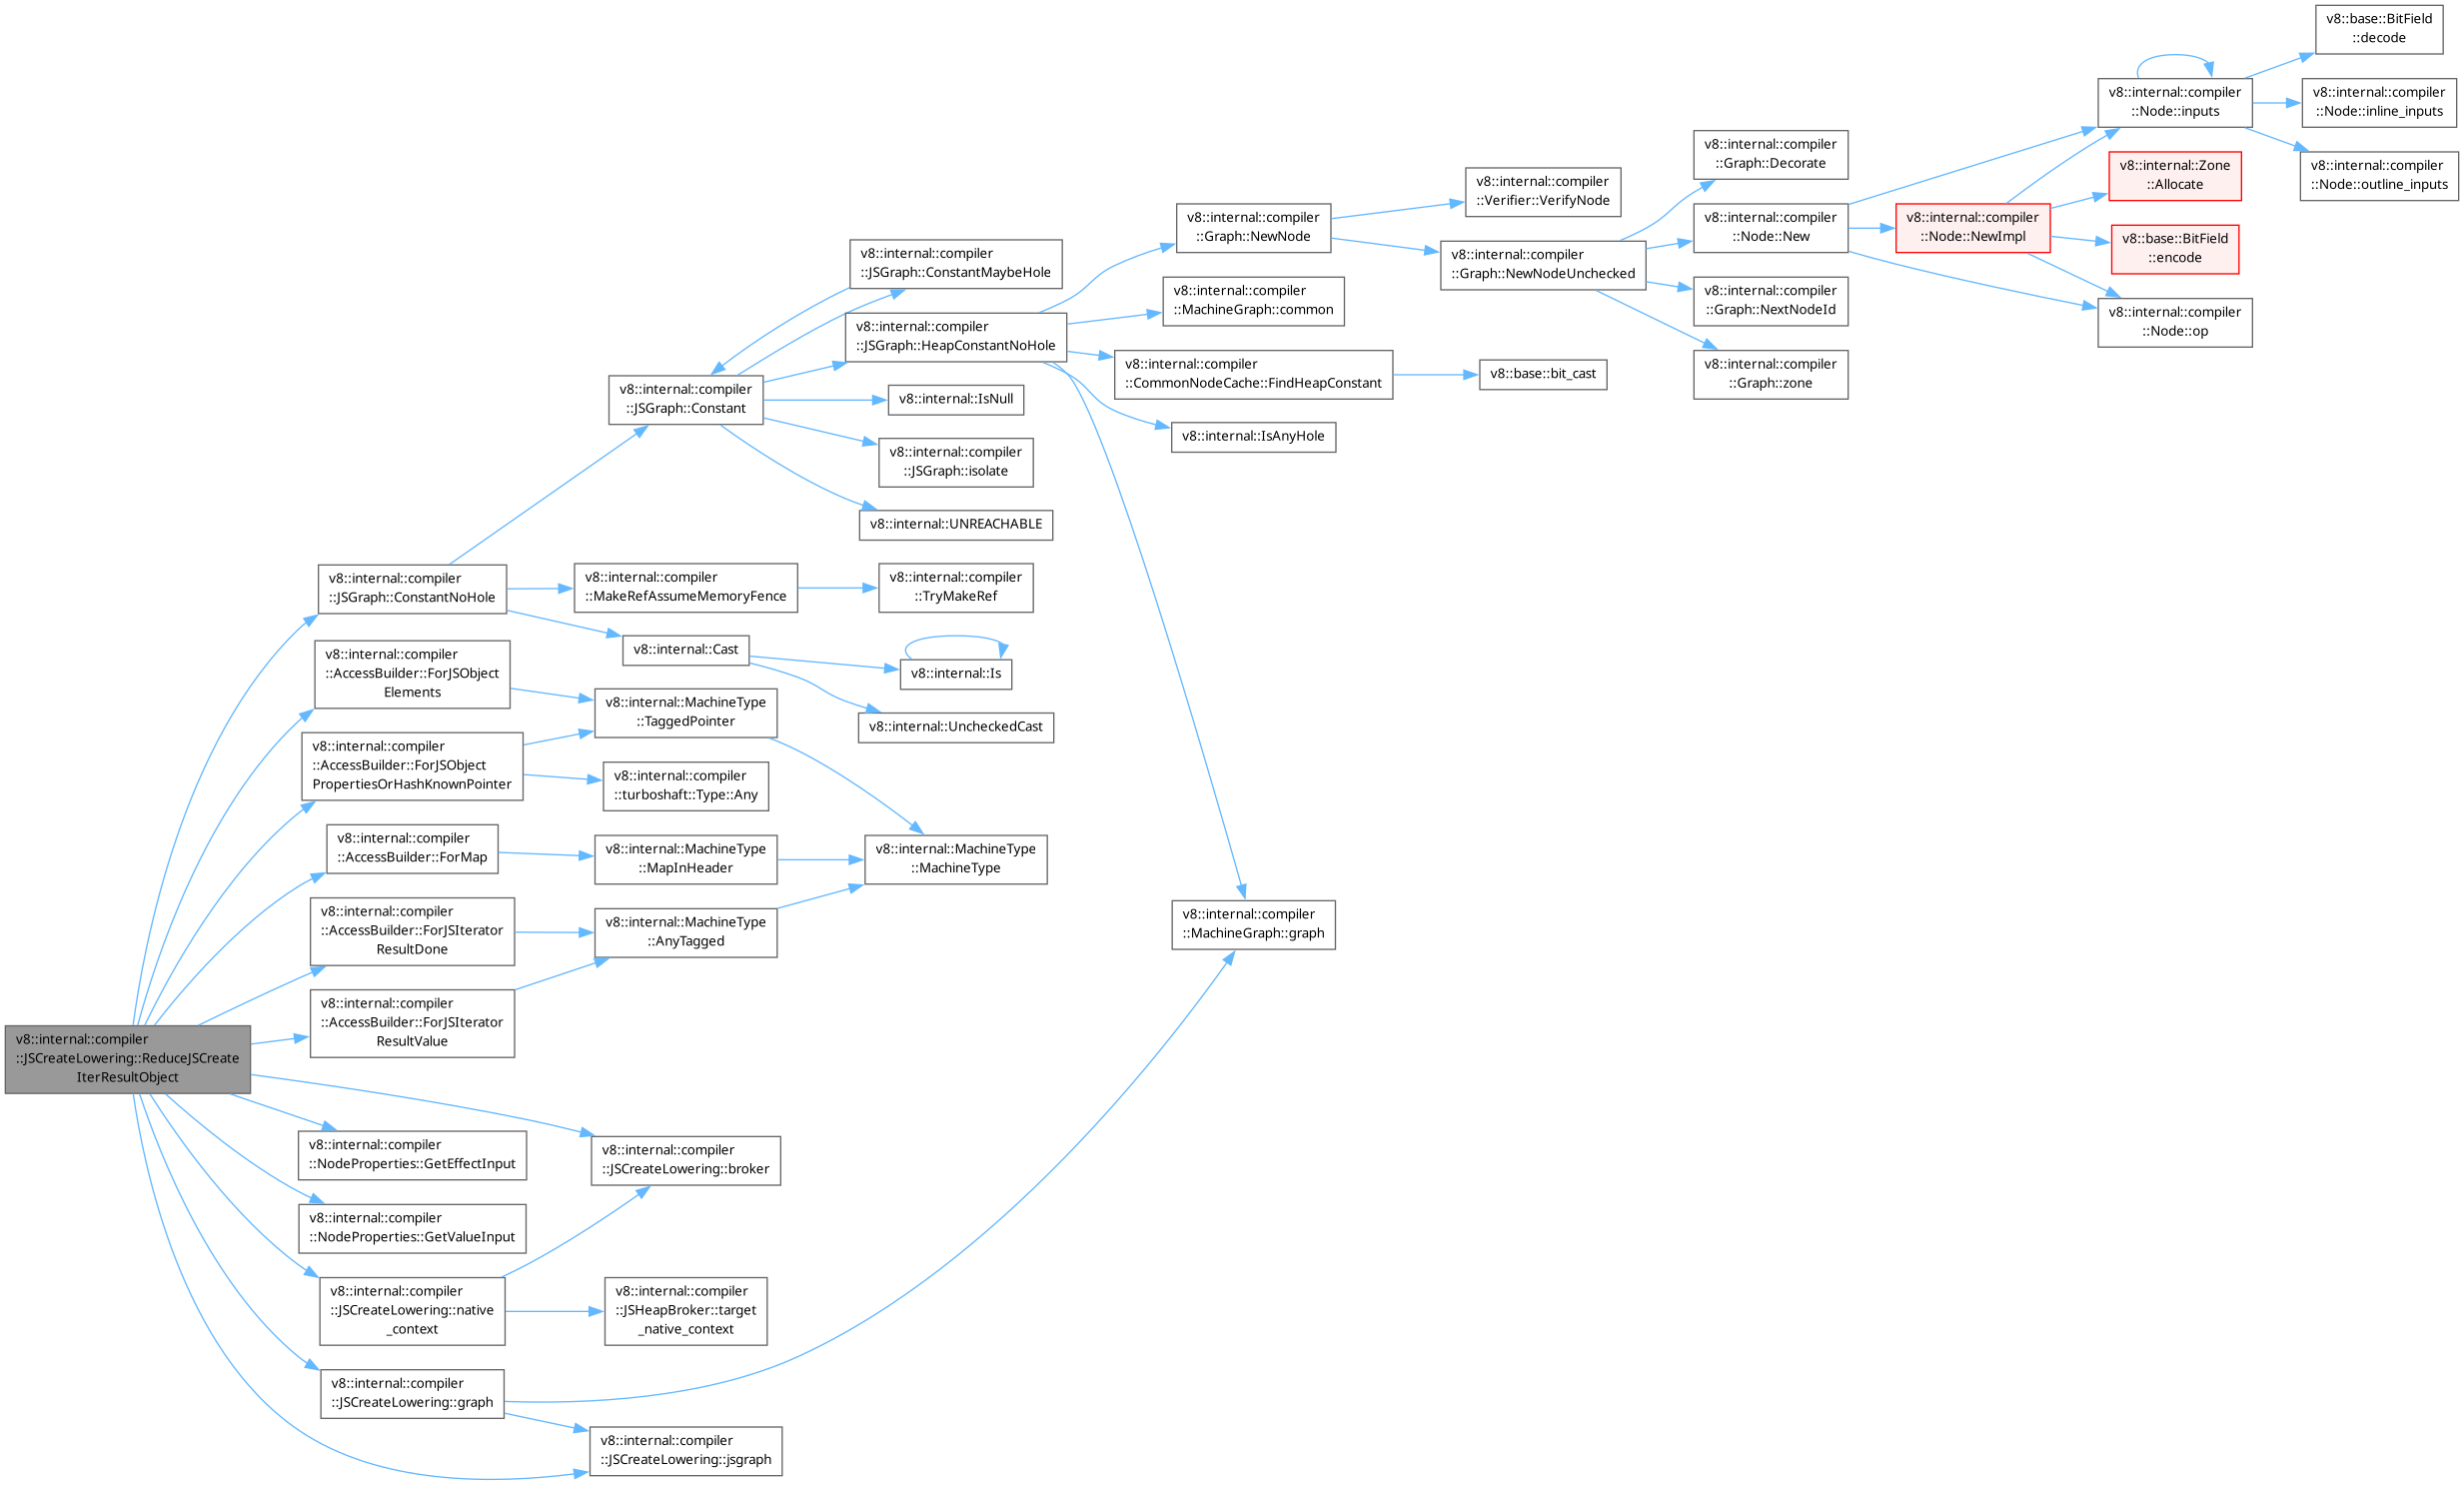 v8::internal::compiler
::JSCreateLowering::ReduceJSCreate
IterResultObject
v8::internal::compiler
::JSGraph::ConstantNoHole
v8::internal::compiler
::AccessBuilder::ForJSObject
Elements
v8::internal::compiler
::AccessBuilder::ForJSObject
PropertiesOrHashKnownPointer
v8::internal::compiler
::AccessBuilder::ForMap
v8::internal::compiler
::AccessBuilder::ForJSIterator
ResultDone
v8::internal::compiler
::AccessBuilder::ForJSIterator
ResultValue
v8::internal::compiler
::NodeProperties::GetEffectInput
v8::internal::compiler
::NodeProperties::GetValueInput
v8::internal::compiler
::JSCreateLowering::native
_context
v8::internal::compiler
::JSCreateLowering::graph
v8::internal::compiler
::JSGraph::Constant
v8::internal::compiler
::MakeRefAssumeMemoryFence
v8::internal::Cast
v8::internal::MachineType
::TaggedPointer
v8::internal::compiler
::turboshaft::Type::Any
v8::internal::MachineType
::MapInHeader
v8::internal::MachineType
::AnyTagged
v8::internal::compiler
::JSCreateLowering::broker
v8::internal::compiler
::JSHeapBroker::target
_native_context
v8::internal::compiler
::JSCreateLowering::jsgraph
v8::internal::compiler
::JSGraph::ConstantMaybeHole
v8::internal::compiler
::JSGraph::HeapConstantNoHole
v8::internal::IsNull
v8::internal::compiler
::JSGraph::isolate
v8::internal::UNREACHABLE
v8::internal::compiler
::TryMakeRef
v8::internal::Is
v8::internal::UncheckedCast
v8::internal::MachineType
::MachineType
v8::internal::compiler
::Graph::NewNode
v8::internal::compiler
::MachineGraph::common
v8::internal::compiler
::CommonNodeCache::FindHeapConstant
v8::internal::IsAnyHole
v8::internal::compiler
::MachineGraph::graph
v8::internal::compiler
::Verifier::VerifyNode
v8::internal::compiler
::Graph::NewNodeUnchecked
v8::base::bit_cast
v8::internal::compiler
::Graph::Decorate
v8::internal::compiler
::Node::New
v8::internal::compiler
::Graph::NextNodeId
v8::internal::compiler
::Graph::zone
v8::internal::compiler
::Node::NewImpl
v8::internal::compiler
::Node::inputs
v8::internal::Zone
::Allocate
v8::base::BitField
::encode
v8::internal::compiler
::Node::op
v8::base::BitField
::decode
v8::internal::compiler
::Node::inline_inputs
v8::internal::compiler
::Node::outline_inputs